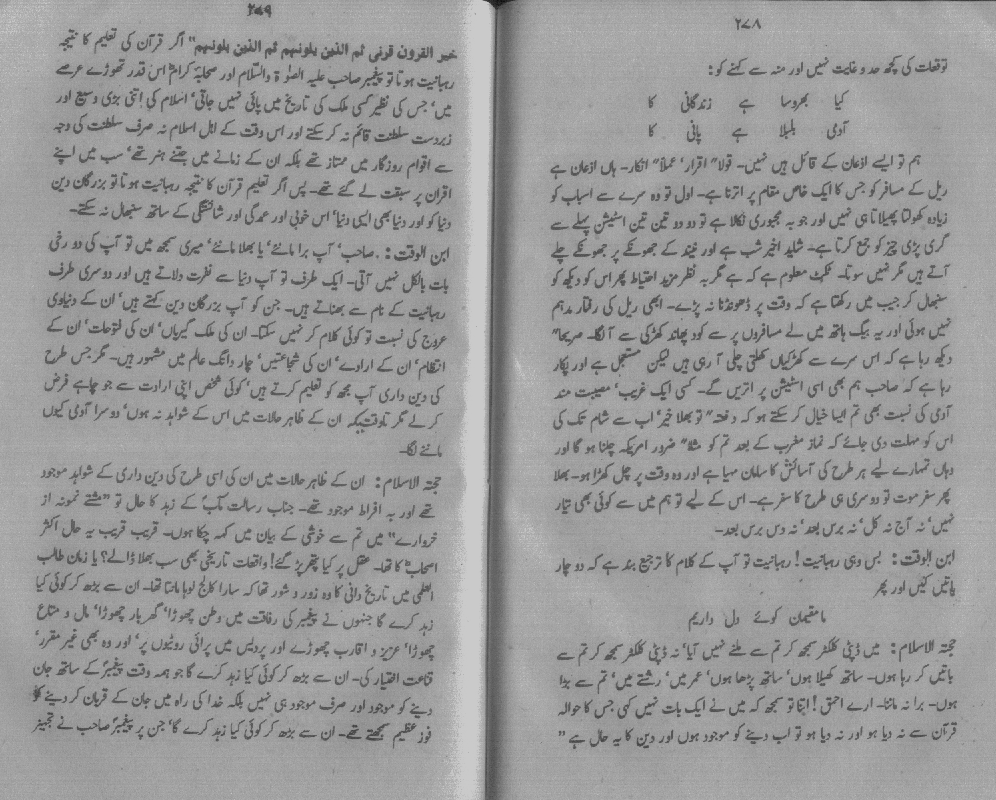 ۲۷۸
توقعات کی کچھ حد و غایت نہیں اور منہ سے کہنے کو:
کیا بھروسا ہے زندگانی کا
آدمی بلبلا ہے پانی کا
ہم تو ایسے اذعان کے قائل ہیں نہیں۔ قولا" اقرار' عملاً" انکار۔ ہاں اذعان ہے
ریل کے مسافر کو جس کا ایک خاص مقام پر اترنا ہے۔ اول تو وہ سرے سے اسباب کو
زیادہ کھولتا پھیلاتا ہی نہیں اور جو بہ مجبوری نکالا ہے تو دو دو تین تین اسٹیشن پہلے سے
گری پڑی چیز کو جمع کرتا ہے۔ شاید اخیر شب ہے اور نیند کے جھونکے پر جھونکے چلے
آتے ہیں مگر نہیں سوتا۔ ٹکٹ معلوم ہے کہ ہے مگر بہ نظر مزید احتیاط پھر اس کو دیکھ کو
سنبھال کر جیب میں رکھتا ہے کہ وقت پر ڈھونڈنا نہ پڑے۔ ابھی ریل کی رفتار مدہم
نہیں ہوئی اور یہ بیگ ہاتھ میں لے مسافروں پر سے کود پھاند کھڑکی سے آ لگا۔ صریحا"
دیکھ رہا ہے کہ اس سرے سے کھڑکیاں کھلتی چلی آ رہی ہیں لیکن مستعجل ہے اور پکار
رہا ہے کہ صاحب ہم بھی اسی اسٹیشن پر اتریں گے۔ کسی ایک غریب' مصیبت مند
آدمی کی نسبت بھی تم ایسا خیال کر سکتے ہو کہ دفعتہ" تو بھلا خیر' اب سے شام تک کی
اس کو مہلت دی جائے کہ نماز مغرب کے بعد تم کو مثلا" ضرور امریکہ چلنا ہو گا اور
وہاں تمہارے لیے ہر طرح کی آسائش کا سامان مہیا ہے اور وہ وقت پر چل کھڑا ہو۔ بھلا
پھر سفر موت تو دوسری ہی طرح کا سفر ہے۔ اس کے لیے تو ہم میں سے کوئی بھی تیار
نہیں' نہ آج نہ کل' نہ برس بعد' نہ دس برس بعد۔
ابن الوقت: بس وہی رہبانیت! رہبانیت تو آپ کے کلام کا ترجیع بند ہے کہ دو چار
باتیں کیں اور پھر
ما مقیمان کوئے دل داریم
حجتہ الاسلام: میں ڈپٹی کلکٹر سمجھ کر تم سے ملنے نہیں آیا' نہ ڈپٹی کلکٹر سمجھ کر تم سے
باتیں کر رہا ہوں۔ ساتھ کھیلا ہوں' ساتھ پڑھا ہوں' عمر میں' رشتے میں' تم سے بڑا
ہوں۔ برا نہ ماننا۔ ارے احمق! اتنا تو سمجھ کہ میں نے ایک بات نہیں کہی جس کا حوالہ
قرآن سے نہ دیا ہو اور نہ دیا ہو تو اب دینے کو موجود ہوں اور دین کا یہ حال ہے "
۲۷۹
خیر القرون قرنی ثم الذین یلونہم ثم الذین یلونہم" اگر قرآن کی تعلیم کا نتیجہ
رہبانیت ہوتا تو پیغمبر صاحب علیہ الصلوٰۃ والسلام اور صحابہ کرام اس قدر تھوڑے عرصے
میں' جس کی نظیر کسی ملک کی تاریخ میں پائی نہیں جاتی' اسلام کی اتنی بڑی وسیع اور
زبردست سلطنت قائم نہ کر سکتے اور اس وقت کے اہل اسلام نہ صرف سلطنت کی وجہ
سے اقوام روزگار میں ممتاز تھے بلکہ ان کے زمانے میں جتنے ہنر تھے' سب میں اپنے
اقران پر سبقت لے گئے تھے۔ پس اگر تعلیم قرآن کا نتیجہ رہبانیت ہوتا تو بزرگان دین
دنیا کو اور دنیا بھی ایسی دنیا' اس خوبی اور عمدگی اور شائستگی کے ساتھ سنبھال نہ سکتے۔
ابن الوقت: صاحب' آپ برا مانئے' یا بھلا مانئے' میری سمجھ میں تو آپ کی دو رخی
بات بالکل نہیں آتی۔ ایک طرف تو آپ دنیا سے نفرت دلاتے ہیں اور دوسری طرف
رہبانیت کے نام سے بھناتے ہیں۔ جن کو آپ بزرگان دین کہتے ہیں' ان کے دنیاوی
عروج کی نسبت تو کوئی کلام کر نہیں سکتا۔ ان کی ملک گیریاں' ان کی فتوحات' ان کے
انتظام' ان کے ارادے' ان کی شجاعتیں' چار دانگ عالم میں مشہور ہیں۔ مگر جس طرح
کی دین داری آپ مجھ کو تعلیم کرتے ہیں' کوئی شخص اپنی ارادت سے جو چاہے فرض
کر لے مگر تاوقتیکہ ان کے ظاہر حالات میں اس کے شواہد نہ ہوں' دوسرا آدمی کیوں
ماننے لگا۔
حجتہ الاسلام: ان کے ظاہر حالات میں ان کی اسی طرح کی دین داری کے شواہد موجود
تھے اور بہ افراط موجود تھے۔ جناب رسالت مآب کے زہد کا حال تو "مشتے نمونہ از
خروارے" میں تم سے خوشی کے بیان میں کہہ چکا ہوں۔ قریب قریب یہ حال اکثر
اصحاب کا تھا۔ عقل پر کیا پتھر پڑ گئے! واقعات تاریخی بھی سب بھلا ڈالے؟ یا زمان طالب
العلمی میں تاریخ دانی کا وہ زور و شور تھا کہ سارا کالج لوہا مانتا تھا۔ ان سے بڑھ کر کوئی کیا
زہد کرے گا جنہوں نے پیغمبر کی رفاقت میں وطن چھوڑا' گھر بار چھوڑا' مال و متاع
چھوڑا' عزیز و اقارب چھوڑے اور پردیس میں پرائی روٹیوں پر' اور وہ بھی غیر مقرر'
قناعت اختیار کی۔ ان سے بڑھ کر کوئی کیا زہد کرے گا جو ہمہ وقت پیغمبر کے ساتھ جان
دینے کو موجود اور صرف موجود ہی نہیں بلکہ خدا کی راہ میں جان کے قربان کر دینے کو
فوز عظیم سمجھتے تھے۔ ان سے بڑھ کر کوئی کیا زہد کرے گا' جن پر پیغمبر صاحب نے تجہیز